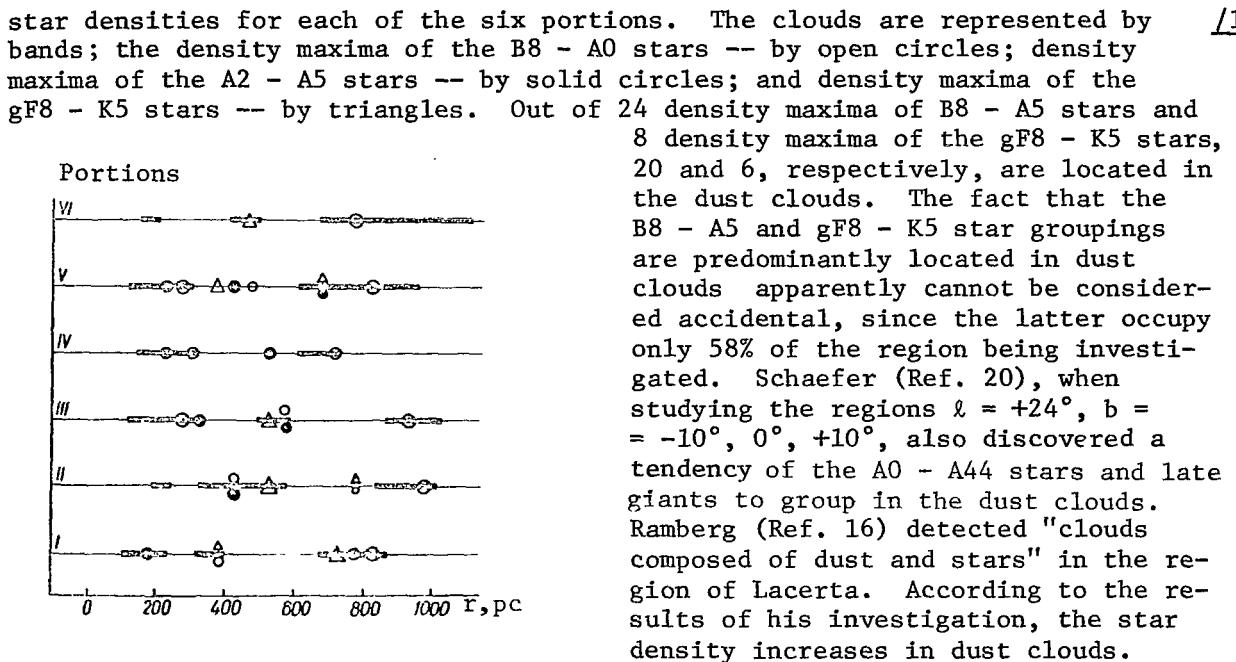 star densities for each of the six portions. The clouds are represented by /1
bands; the density maxima of the B8 - A0 stars -- by open circles; density
maxima of the A2 - A5 stars -- by solid circles; and density maxima of the
gF8 - K5 stars -- by triangles. Out of 24 density maxima of B8 - A5 stars and
8 density maxima of the gF8 - K5 stars,
20 and 6, respectively, are located in
the dust clouds. The fact that the
B8 - A5 and gF8 - K5 star groupings
are predominantly located in dust
clouds apparently cannot be consider-
ed accidental, since the latter occupy
only 58% of the region being investi-
gated. Schaefer (Ref. 20), when
studying the regions ℓ = +24°, b =
= -10°, 0°, +10°, also discovered a
tendency of the A0 - A44 stars and late
giants to group in the dust clouds.
Ramberg (Ref. 16) detected "clouds
composed of dust and stars" in the re-
gion of Lacerta. According to the re-
sults of his investigation, the star
density increases in dust clouds.
Portions
VI
V
IV
III
II
I
0 200 400 600 800 1000 r, pc